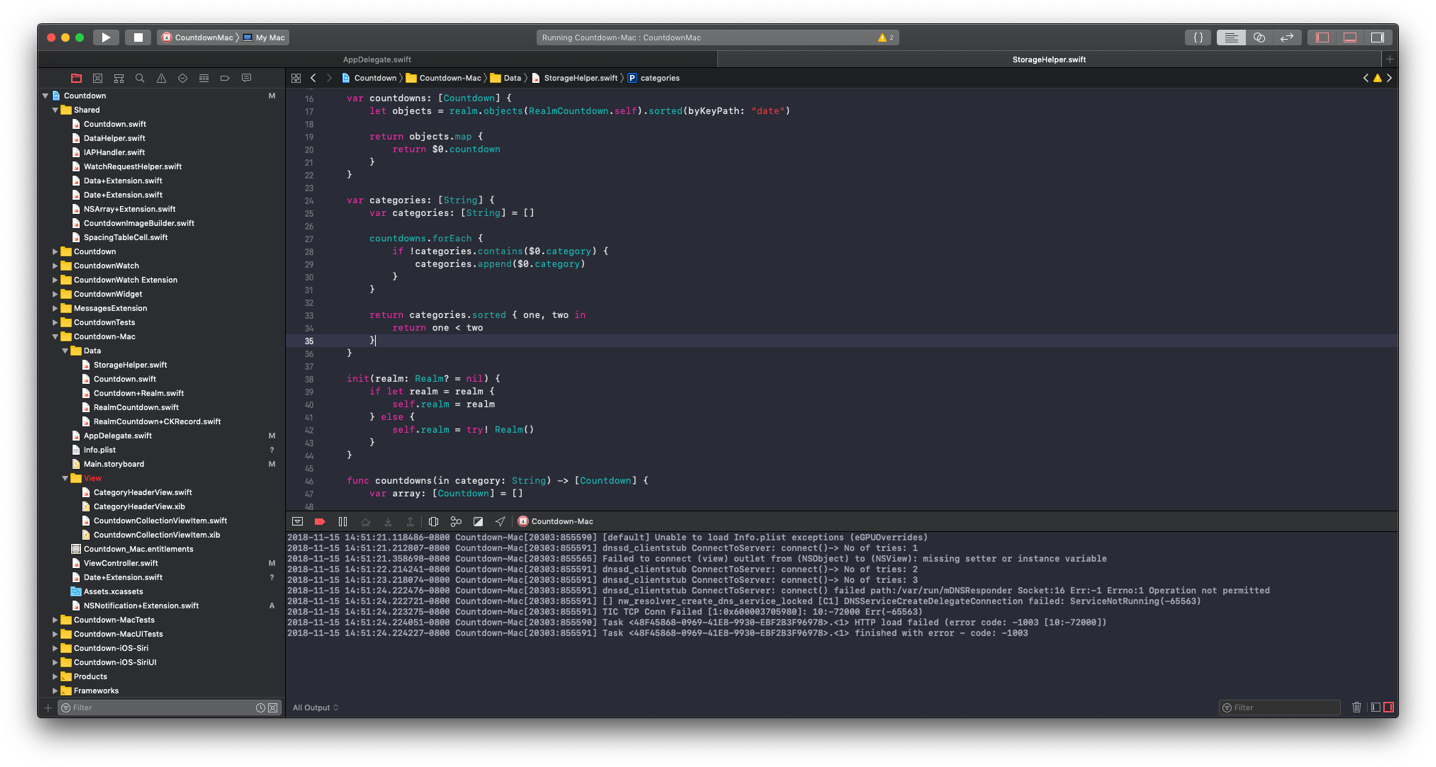 CountdownMac 〉 My Mac
Running Countdown-Mac : CountdownMac
2
{ }
AppDelegate.swift
StorageHelper.swift
Countdown 〉 Countdown-Mac 〉 Data 〉 StorageHelper.swift 〉 P categories
Countdown M
Shared
Countdown.swift
DataHelper.swift
IAPHandler.swift
WatchRequestHelper.swift
Data+Extension.swift
Date+Extension.swift
NSArray+Extension.swift
CountdownImageBuilder.swift
SpacingTableCell.swift
Countdown
CountdownWatch
CountdownWatch Extension
CountdownWidget
MessagesExtension
CountdownTests
Countdown-Mac
Data
StorageHelper.swift
Countdown.swift
Countdown+Realm.swift
RealmCountdown.swift
RealmCountdown+CKRecord.swift
AppDelegate.swift M
Info.plist ?
Main.storyboard M
View
CategoryHeaderView.swift
CategoryHeaderView.xib
CountdownCollectionViewItem.swift
CountdownCollectionViewItem.xib
Countdown_Mac.entitlements
ViewController.swift M
Date+Extension.swift ?
Assets.xcassets
NSNotification+Extension.swift A
Countdown-MacTests
Countdown-MacUITests
Countdown-iOS-Siri
Countdown-iOS-SiriUI
Products
Frameworks
Filter
16 var countdowns: [Countdown] {
17 let objects = realm.objects(RealmCountdown.self).sorted(byKeyPath: "date")
18
19 return objects.map {
20 return $0.countdown
21 }
22 }
23
24 var categories: [String] {
25 var categories: [String] = []
26
27 countdowns.forEach {
28 if !categories.contains($0.category) {
29 categories.append($0.category)
30 }
31 }
32
33 return categories.sorted { one, two in
34 return one < two
35 }
36 }
37
38 init(realm: Realm? = nil) {
39 if let realm = realm {
40 self.realm = realm
41 } else {
42 self.realm = try! Realm()
43 }
44 }
45
46 func countdowns(in category: String) -> [Countdown] {
47 var array: [Countdown] = []
48
Countdown-Mac
2018-11-15 14:51:21.118486-0800 Countdown-Mac[20303:855590] [default] Unable to load Info.plist exceptions (eGPUOverrides)
2018-11-15 14:51:21.212807-0800 Countdown-Mac[20303:855591] dnssd_clientstub ConnectToServer: connect()-> No of tries: 1
2018-11-15 14:51:21.358698-0800 Countdown-Mac[20303:855565] Failed to connect (view) outlet from (NSObject) to (NSView): missing setter or instance variable
2018-11-15 14:51:22.214241-0800 Countdown-Mac[20303:855591] dnssd_clientstub ConnectToServer: connect()-> No of tries: 2
2018-11-15 14:51:23.218074-0800 Countdown-Mac[20303:855591] dnssd_clientstub ConnectToServer: connect()-> No of tries: 3
2018-11-15 14:51:24.222476-0800 Countdown-Mac[20303:855591] dnssd_clientstub ConnectToServer: connect() failed path:/var/run/mDNSResponder Socket:16 Err:-1 Errno:1 Operation not permitted
2018-11-15 14:51:24.222721-0800 Countdown-Mac[20303:855591] [] nw_resolver_create_dns_service_locked [C1] DNSServiceCreateDelegateConnection failed: ServiceNotRunning(-65563)
2018-11-15 14:51:24.223275-0800 Countdown-Mac[20303:855591] TIC TCP Conn Failed [1:0x600003705980]: 10:-72000 Err(-65563)
2018-11-15 14:51:24.224051-0800 Countdown-Mac[20303:855590] Task <48F45868-0969-41E8-9930-EBF2B3F96978>.<1> HTTP load failed (error code: -1003 [10:-72000])
2018-11-15 14:51:24.224227-0800 Countdown-Mac[20303:855591] Task <48F45868-0969-41E8-9930-EBF2B3F96978>.<1> finished with error - code: -1003
All Output
Filter